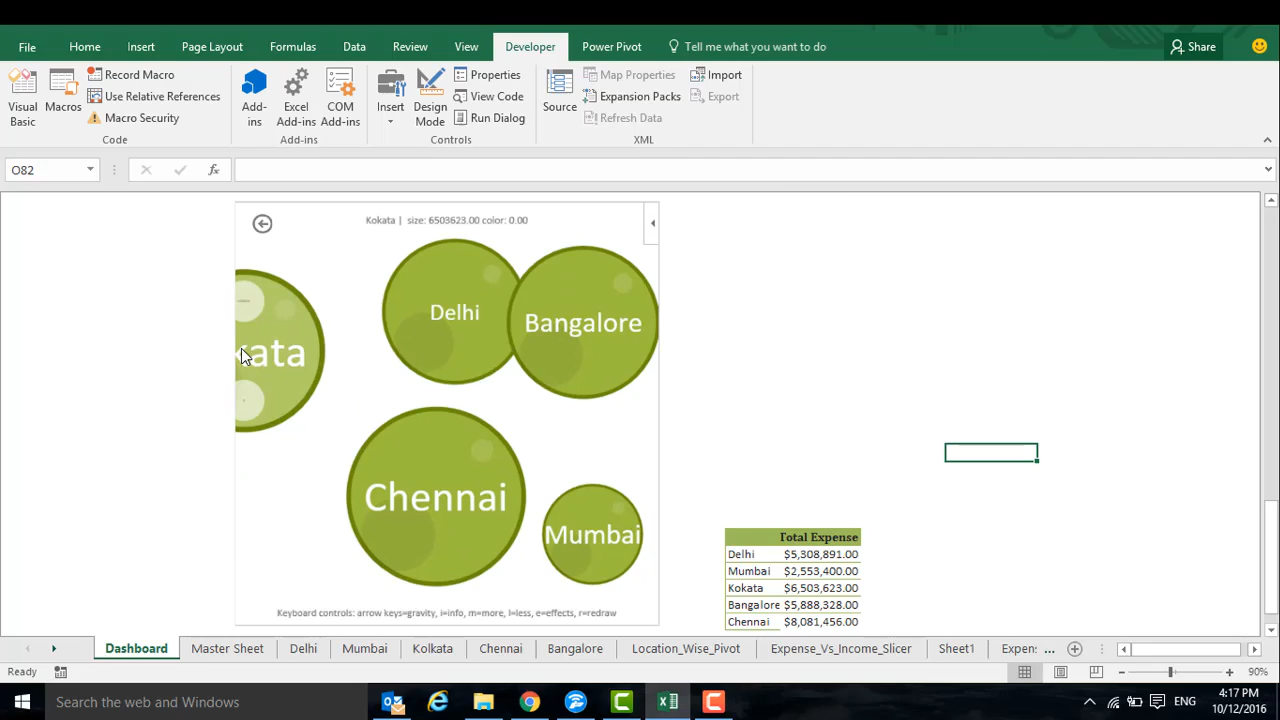 File Home Insert Page Layout Formulas Data Review View Developer Power Pivot Tell me what you want to do Share
Visual Basic
Macros
Record Macro
Use Relative References
Macro Security
Code
Add-ins
Excel Add-ins
COM Add-ins
Add-ins
Insert
Design Mode
Properties
View Code
Run Dialog
Controls
Source
Map Properties
Expansion Packs
Refresh Data
Import
Export
XML
O82
fx
Kokata | size: 6503623.00 color: 0.00
Delhi
Bangalore
kata
Chennai
Mumbai
Keyboard controls: arrow keys=gravity, i=info, m=more, l=less, e=effects, r=redraw
Total Expense
Delhi $5,308,891.00
Mumbai $2,553,400.00
Kokata $6,503,623.00
Bangalore $5,888,328.00
Chennai $8,081,456.00
Dashboard Master Sheet Delhi Mumbai Kolkata Chennai Bangalore Location_Wise_Pivot Expense_Vs_Income_Slicer Sheet1 Expens ...
Ready 90%
Search the web and Windows
ENG
4:17 PM
10/12/2016